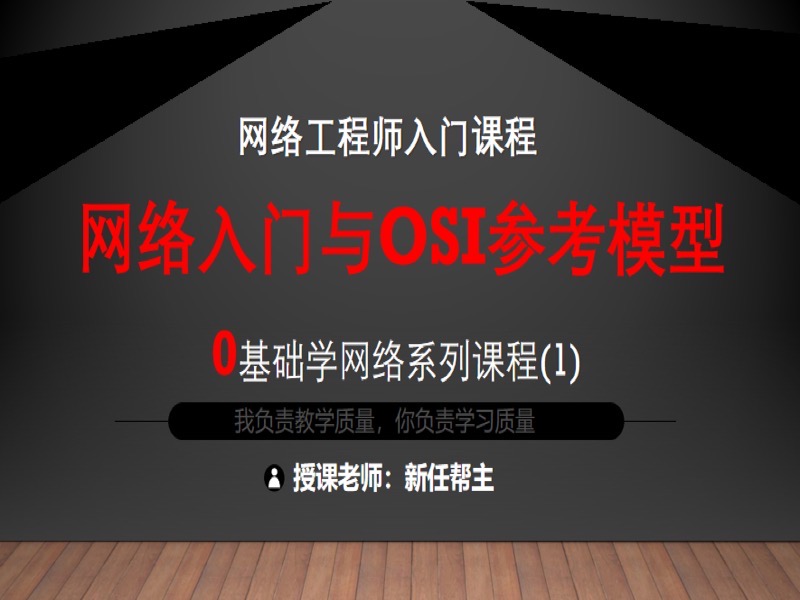 网络工程师入门课程
网络入门与OSI参考模型
0基础学网络系列课程(1)
我负责教学质量，你负责学习质量
授课老师：新任帮主